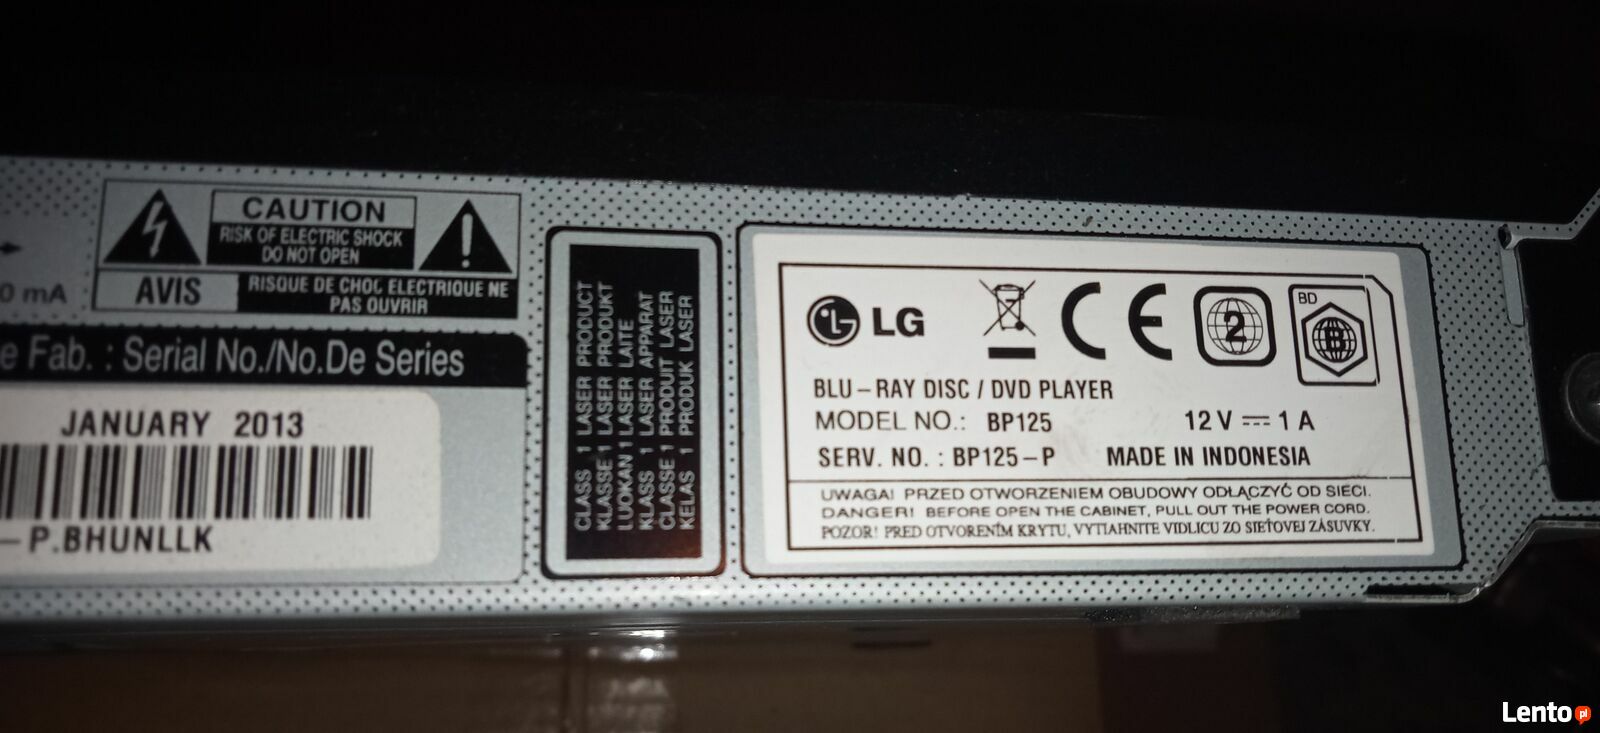 CAUTION
RISK OF ELECTRIC SHOCK
DO NOT OPEN
AVIS
RISQUE DE CHOC ELECTRIQUE NE
PAS OUVRIR
0 mA
e Fab. : Serial No./No.De Series
JANUARY 2013
–P.BHUNLLK
CLASS 1 LASER PRODUCT
KLASSE 1 LASER PRODUKT
LUOKAN 1 LASER LAITE
KLASS 1 LASER APPARAT
CLASSE 1 PRODUIT LASER
KELAS 1 PRODUK LASER
LG
CE
2
BD
B
BLU-RAY DISC / DVD PLAYER
MODEL NO.: BP125 12V ⎓ 1 A
SERV. NO. : BP125-P MADE IN INDONESIA
UWAGA! PRZED OTWORZENIEM OBUDOWY ODŁĄCZYĆ OD SIECI.
DANGER! BEFORE OPEN THE CABINET, PULL OUT THE POWER CORD.
POZOR! PRED OTVORENÍM KRYTU, VYTIAHNITE VIDLICU ZO SIEŤOVEJ ZÁSUVKY.
Lento pl